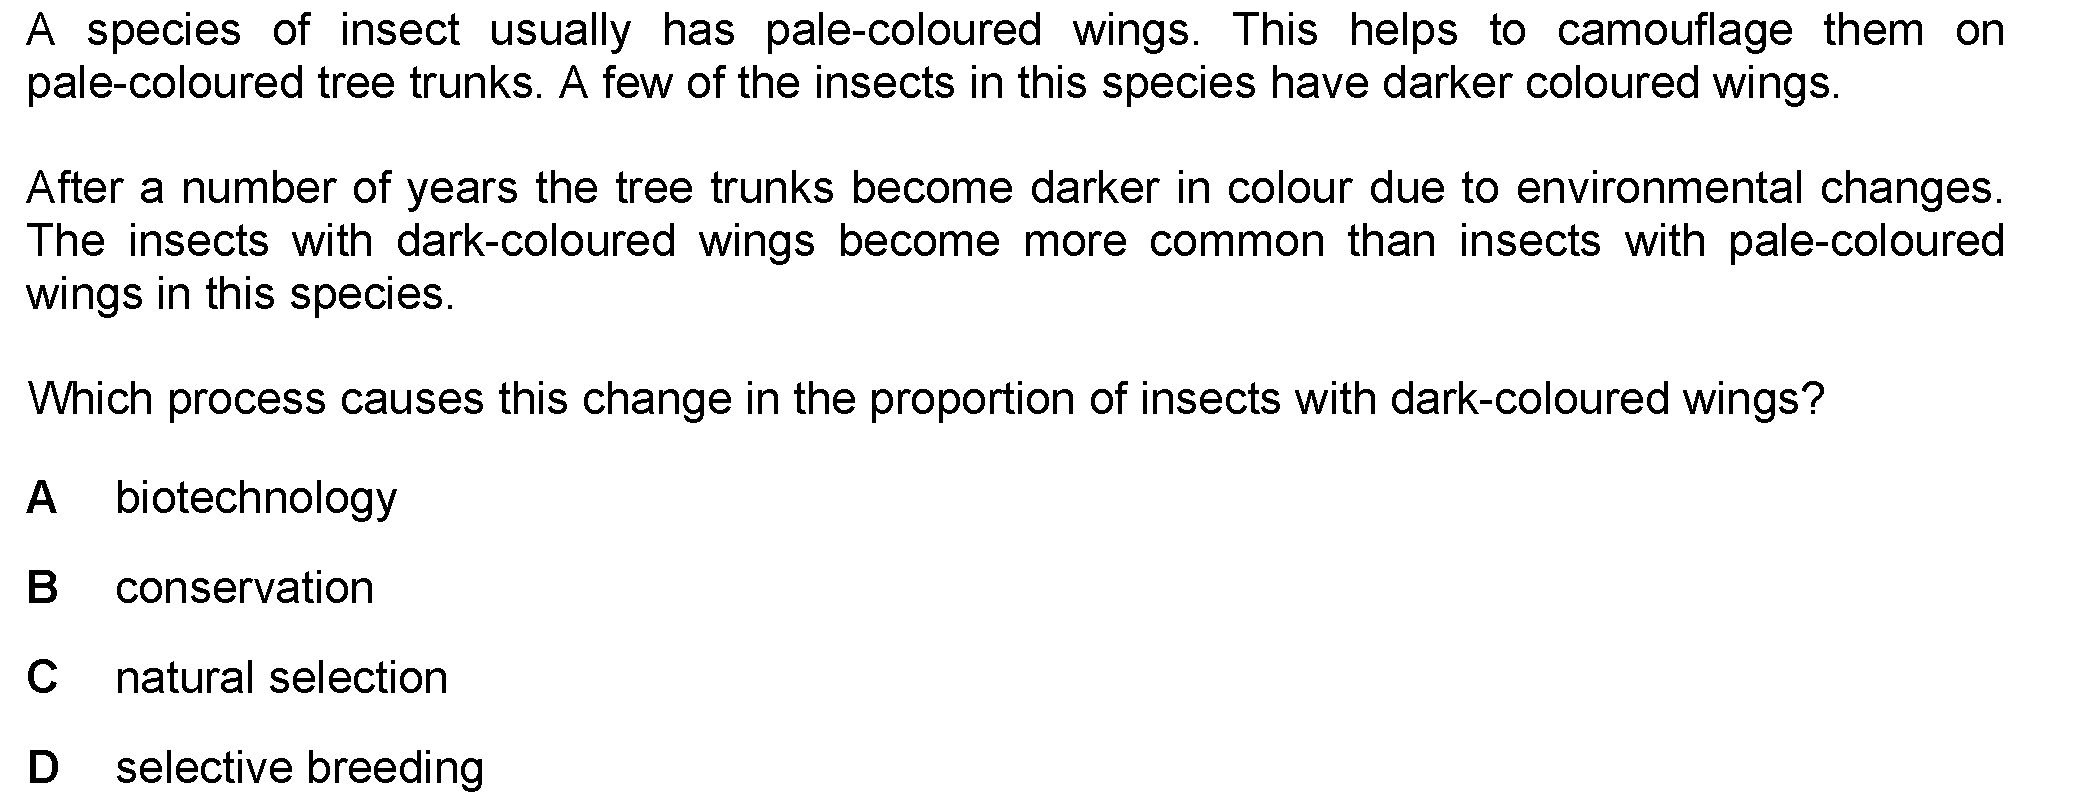 A species of insect usually has pale-coloured wings. This helps to camouflage them on
pale-coloured tree trunks. A few of the insects in this species have darker coloured wings.
After a number of years the tree trunks become darker in colour due to environmental changes.
The insects with dark-coloured wings become more common than insects with pale-coloured
wings in this species.
Which process causes this change in the proportion of insects with dark-coloured wings?
A biotechnology
B conservation
C natural selection
D selective breeding